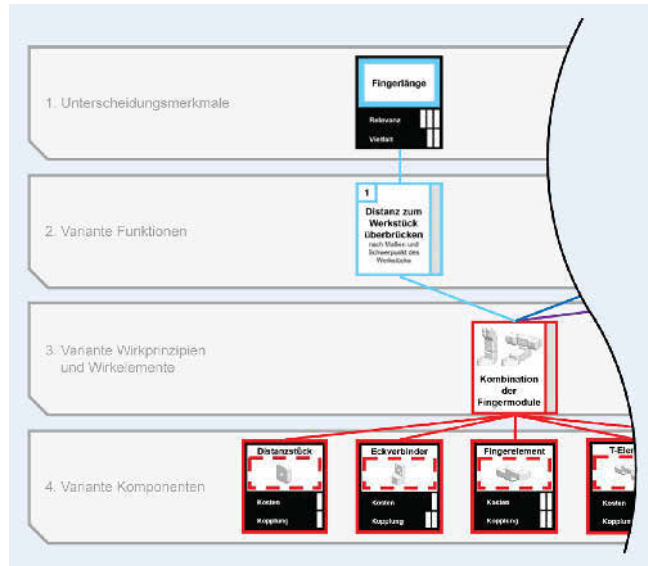 1. Unterscheidungsmerkmale
Fingerlänge
Relevanz
Vielfalt
2. Variante Funktionen
1
Distanz zum
Werkstück
überbrücken
nach Maßen und
Schwerpunkt des
Werkstücks
3. Variante Wirkprinzipien
und Wirkelemente
Kombination
der
Fingermodule
4. Variante Komponenten
Distanzstück
Kosten
Kopplung
Eckverbinder
Kosten
Kopplung
Fingerelement
Kosten
Kopplung
T-Eler
Kosten
Kopplun